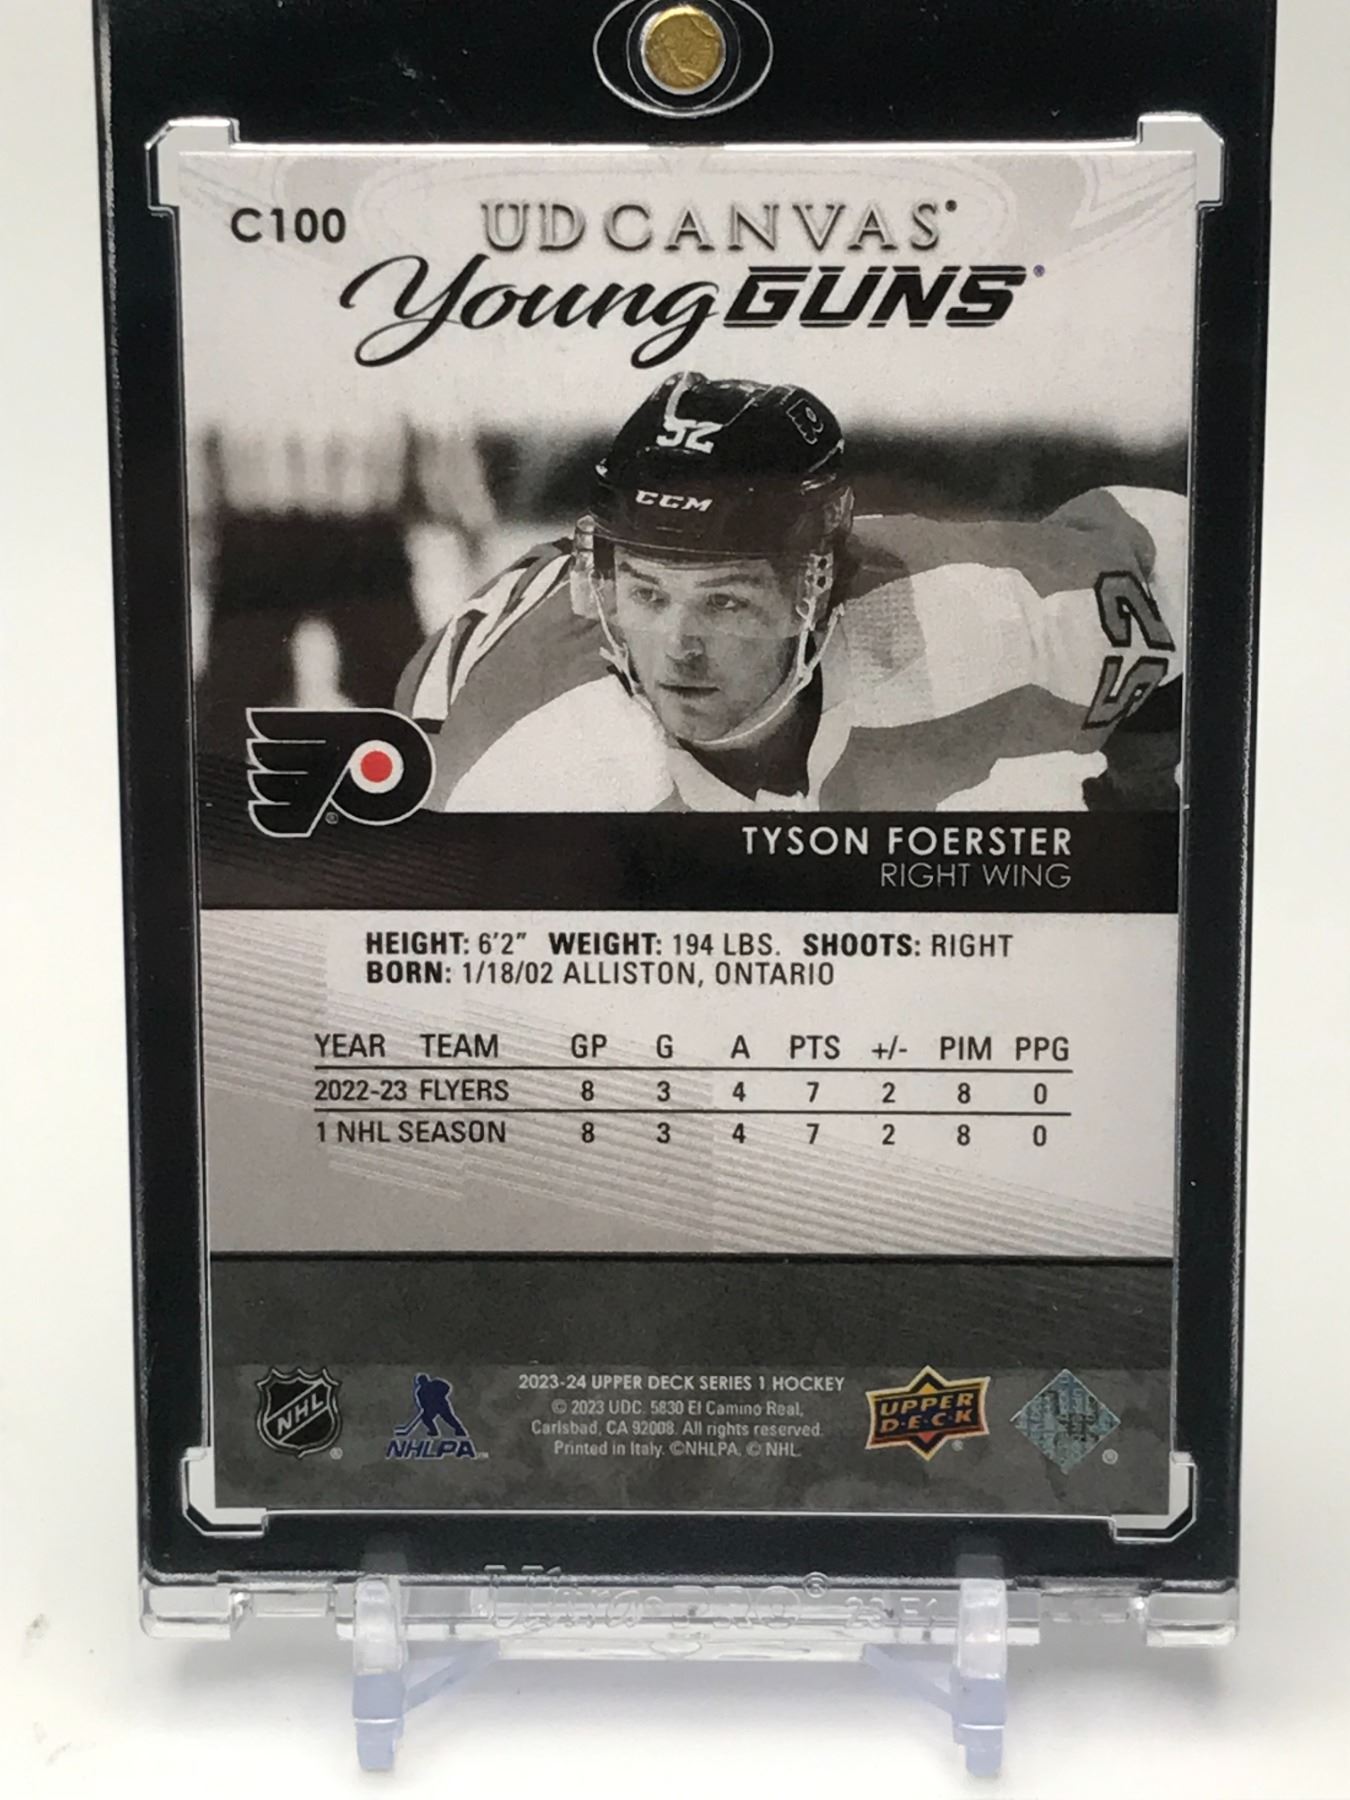 C100
UD CANVAS
Young GUNS
52
CCM
52
TYSON FOERSTER
RIGHT WING
HEIGHT: 6'2" WEIGHT: 194 LBS. SHOOTS: RIGHT
BORN: 1/18/02 ALLISTON, ONTARIO
YEAR TEAM GP G A PTS +/- PIM PPG
2022-23 FLYERS 8 3 4 7 2 8 0
1 NHL SEASON 8 3 4 7 2 8 0
NHL
®
NHLPA
2023-24 UPPER DECK SERIES 1 HOCKEY
© 2023 UDC. 5830 El Camino Real,
Carlsbad, CA 92008. All rights reserved.
Printed in Italy. ©NHLPA. © NHL.
UPPER
D·E·C·K
®
®
Ultra PRO®